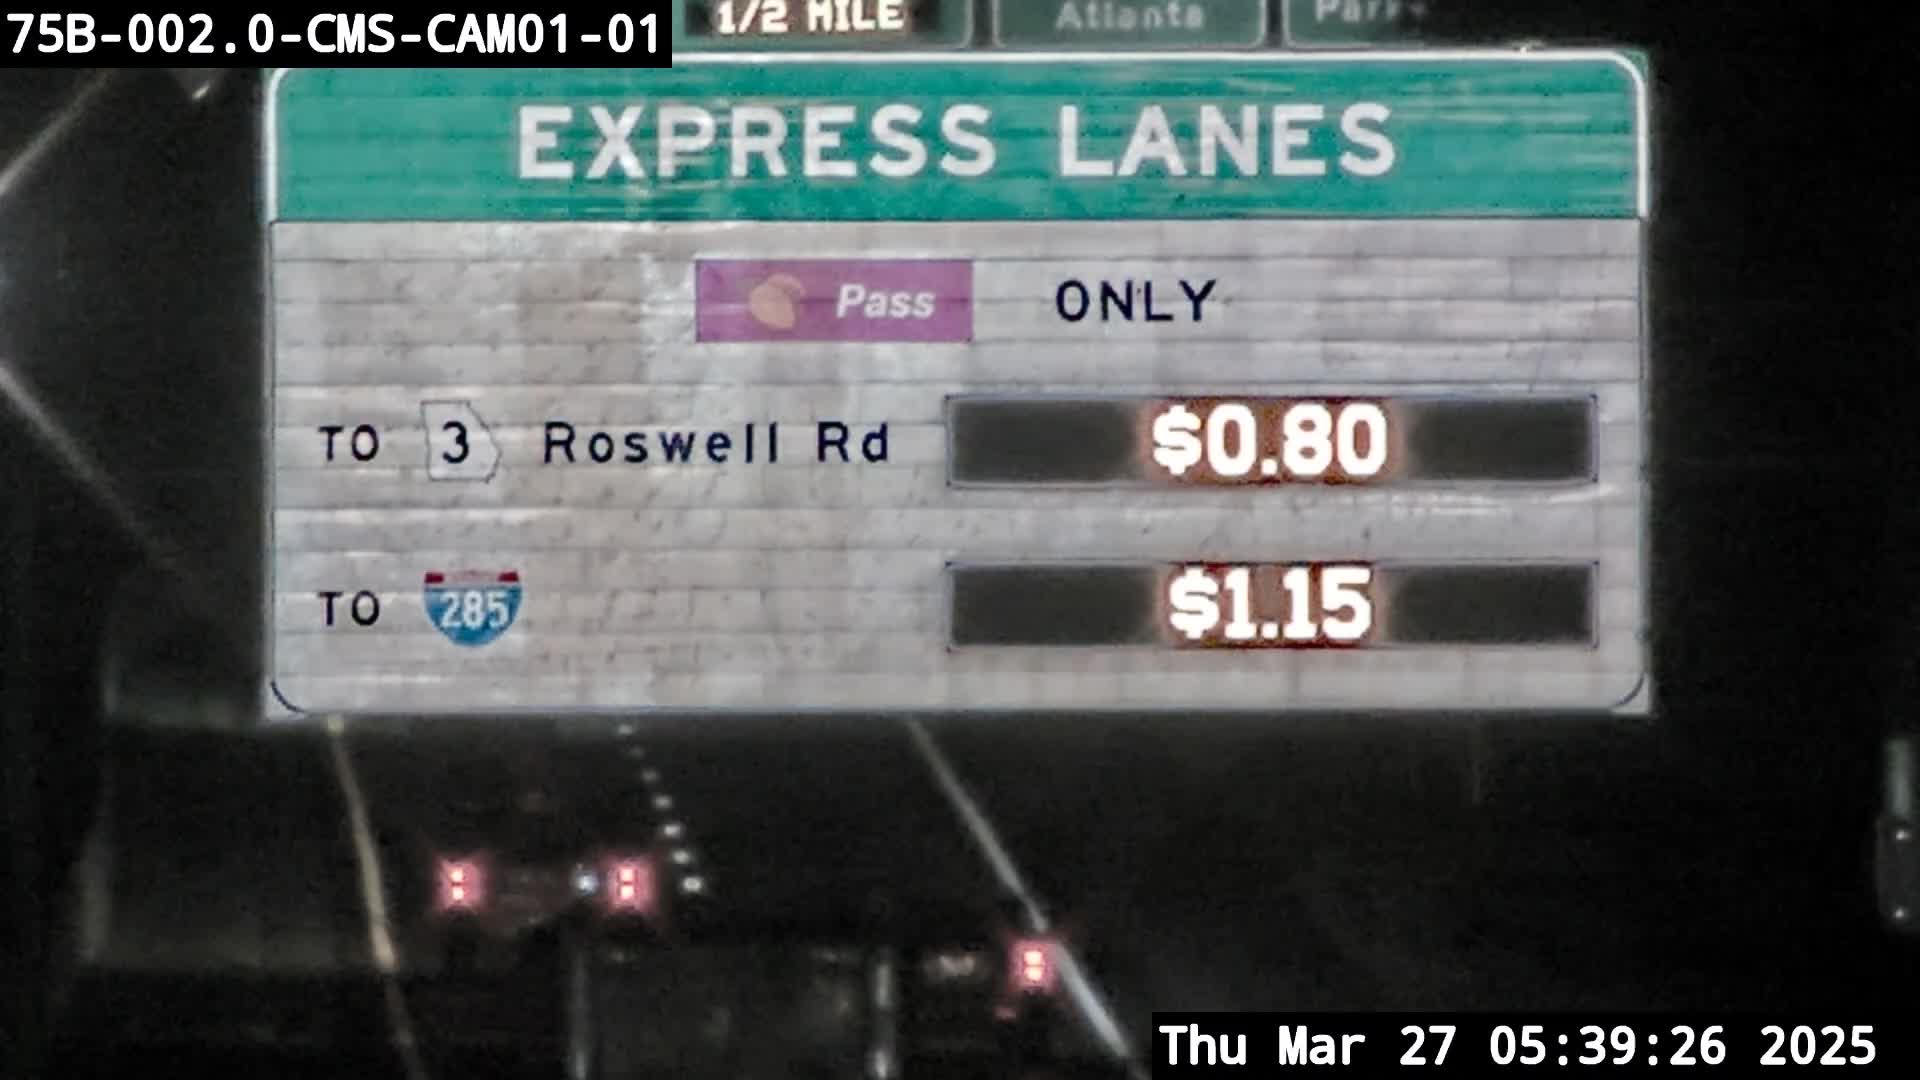 75B-002.0-CMS-CAM01-01
1/2 MILE
Atlanta
EXPRESS LANES
Pass ONLY
TO 3 Roswell Rd $0.80
TO 285 $1.15
Thu Mar 27 05:39:26 2025